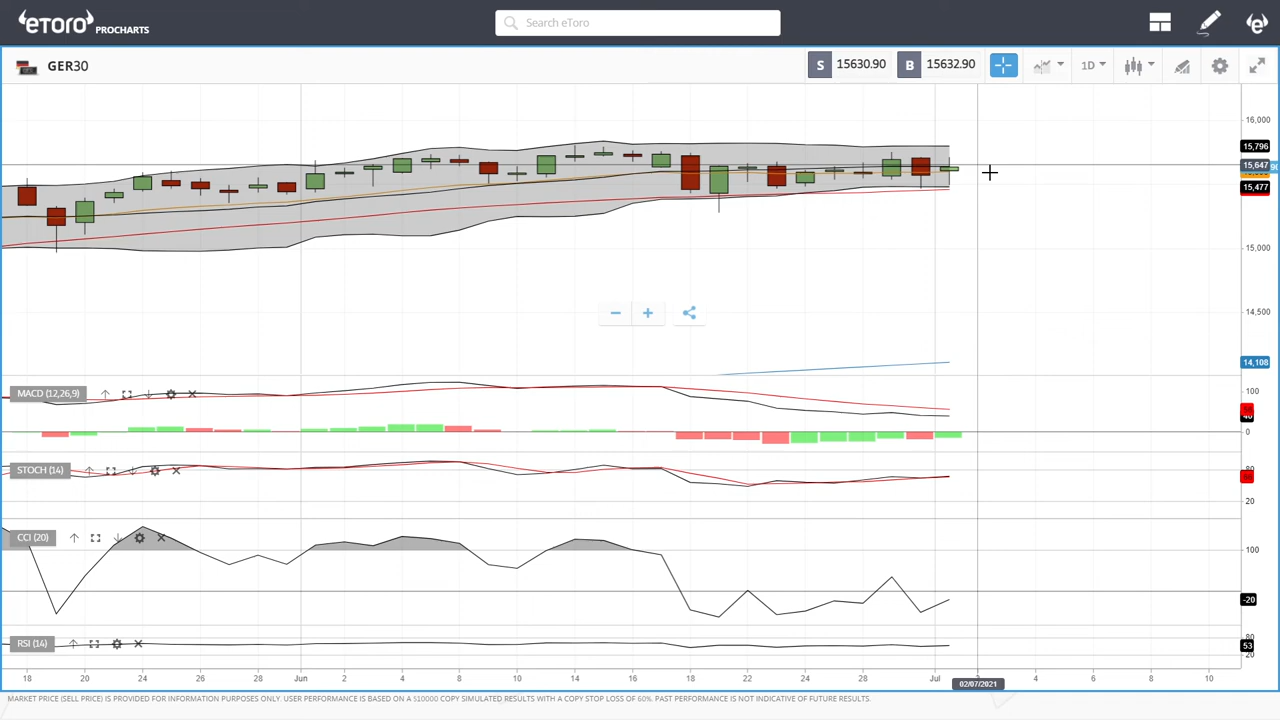 eToro PROCHARTS
Search eToro
GER30
S 15630.90 B 15632.90
1D
16,000
15,796
15,647
15,477
15,000
14,500
14,108
MACD (12,26,9)
100
0
STOCH (14)
80
20
CCI (20)
100
-20
RSI (14)
80
53
20
18 20 24 26 28 Jun 2 4 8 10 14 16 18 22 24 28 Jul 4 6 8 10
02/07/2021
MARKET PRICE (SELL PRICE) IS PROVIDED FOR INFORMATION PURPOSES ONLY. USER PERFORMANCE IS BASED ON A $10000 COPY SIMULATED RESULTS WITH A COPY STOP LOSS OF 60%. PAST PERFORMANCE IS NOT INDICATIVE OF FUTURE RESULTS.